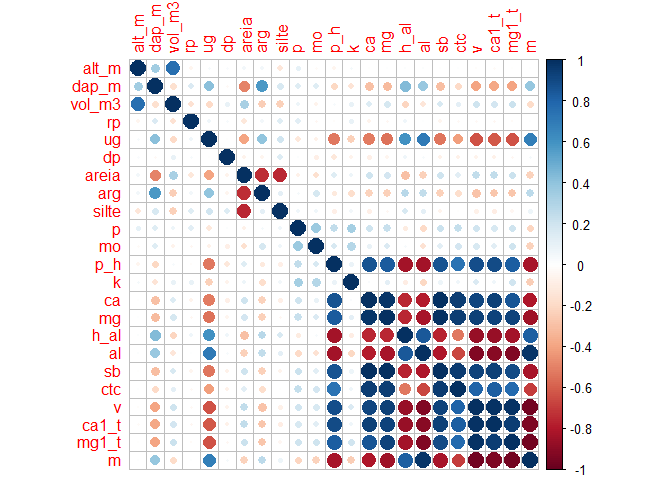 alt_m
dap_m
vol_m3
rp
ug
dp
areia
arg
silte
p
mo
p_h
k
ca
mg
h_al
al
sb
ctc
v
ca1_t
mg1_t
m
alt_m
dap_m
vol_m3
rp
ug
dp
areia
arg
silte
p
mo
p_h
k
ca
mg
h_al
al
sb
ctc
v
ca1_t
mg1_t
m
1
0.8
0.6
0.4
0.2
0
-0.2
-0.4
-0.6
-0.8
-1